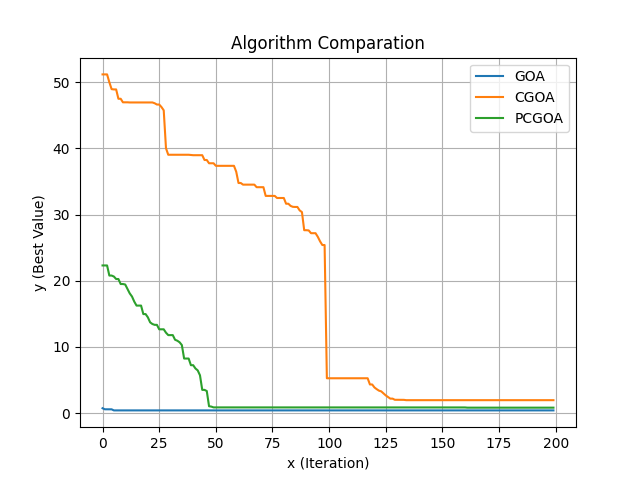 Algorithm Comparation
GOA
CGOA
PCGOA
y (Best Value)
50
40
30
20
10
0
0 25 50 75 100 125 150 175 200
x (Iteration)